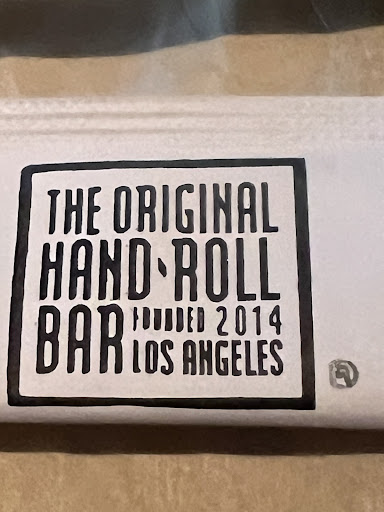 THE ORIGINAL
HAND-ROLL
BAR FOUNDED 2014
LOS ANGELES